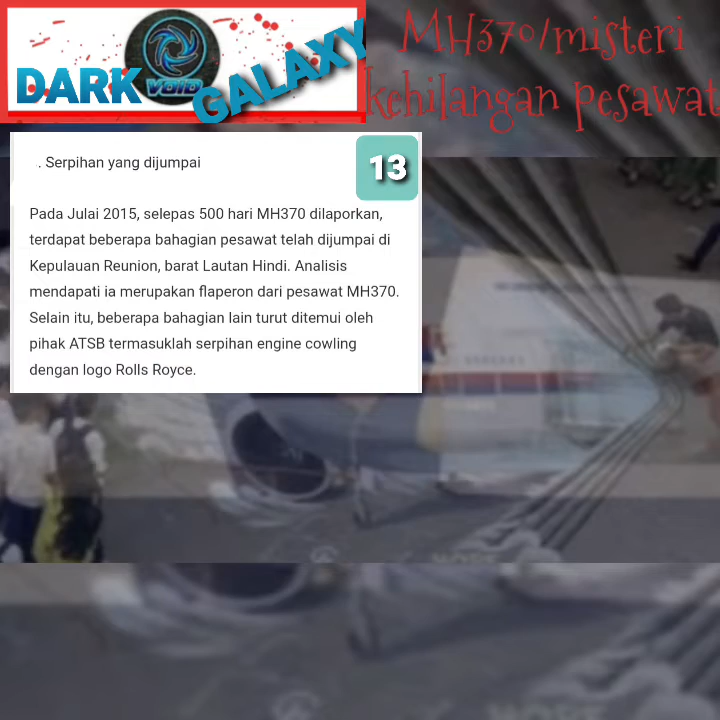 DARK VOID GALAXY
MH370/misteri
kehilangan pesawat
. Serpihan yang dijumpai
13
Pada Julai 2015, selepas 500 hari MH370 dilaporkan,
terdapat beberapa bahagian pesawat telah dijumpai di
Kepulauan Reunion, barat Lautan Hindi. Analisis
mendapati ia merupakan flaperon dari pesawat MH370.
Selain itu, beberapa bahagian lain turut ditemui oleh
pihak ATSB termasuklah serpihan engine cowling
dengan logo Rolls Royce.